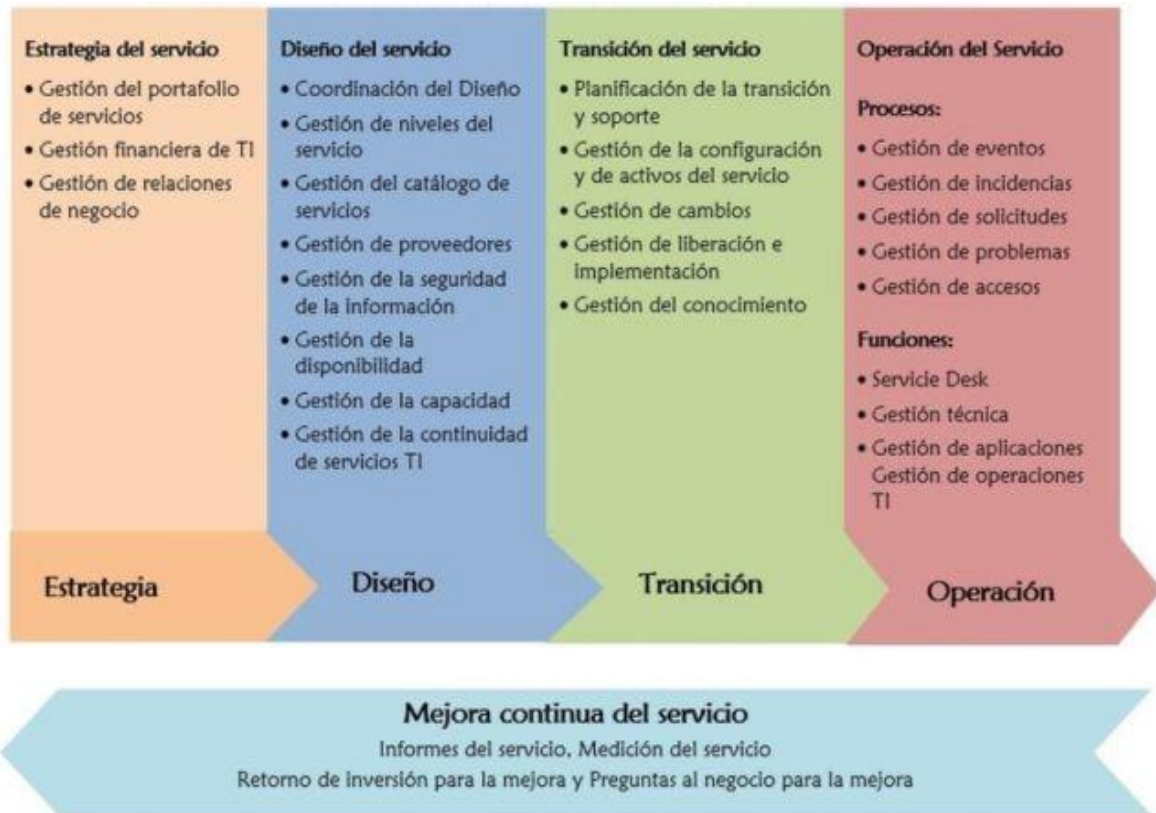 Estrategia del servicio
• Gestión del portafolio
de servicios
• Gestión financiera de TI
• Gestión de relaciones
de negocio
Diseño del servicio
• Coordinación del Diseño
• Gestión de niveles del
servicio
• Gestión del catálogo de
servicios
• Gestión de proveedores
• Gestión de la seguridad
de la información
• Gestión de la
disponibilidad
• Gestión de la capacidad
• Gestión de la continuidad
de servicios TI
Transición del servicio
• Planificación de la transición
y soporte
• Gestión de la configuración
y de activos del servicio
• Gestión de cambios
• Gestión de liberación e
implementación
• Gestión del conocimiento
Operación del Servicio
Procesos:
• Gestión de eventos
• Gestión de incidencias
• Gestión de solicitudes
• Gestión de problemas
• Gestión de accesos
Funciones:
• Servicie Desk
• Gestión técnica
• Gestión de aplicaciones
Gestión de operaciones
TI
Estrategia
Diseño
Transición
Operación
Mejora continua del servicio
Informes del servicio, Medición del servicio
Retorno de inversión para la mejora y Preguntas al negocio para la mejora